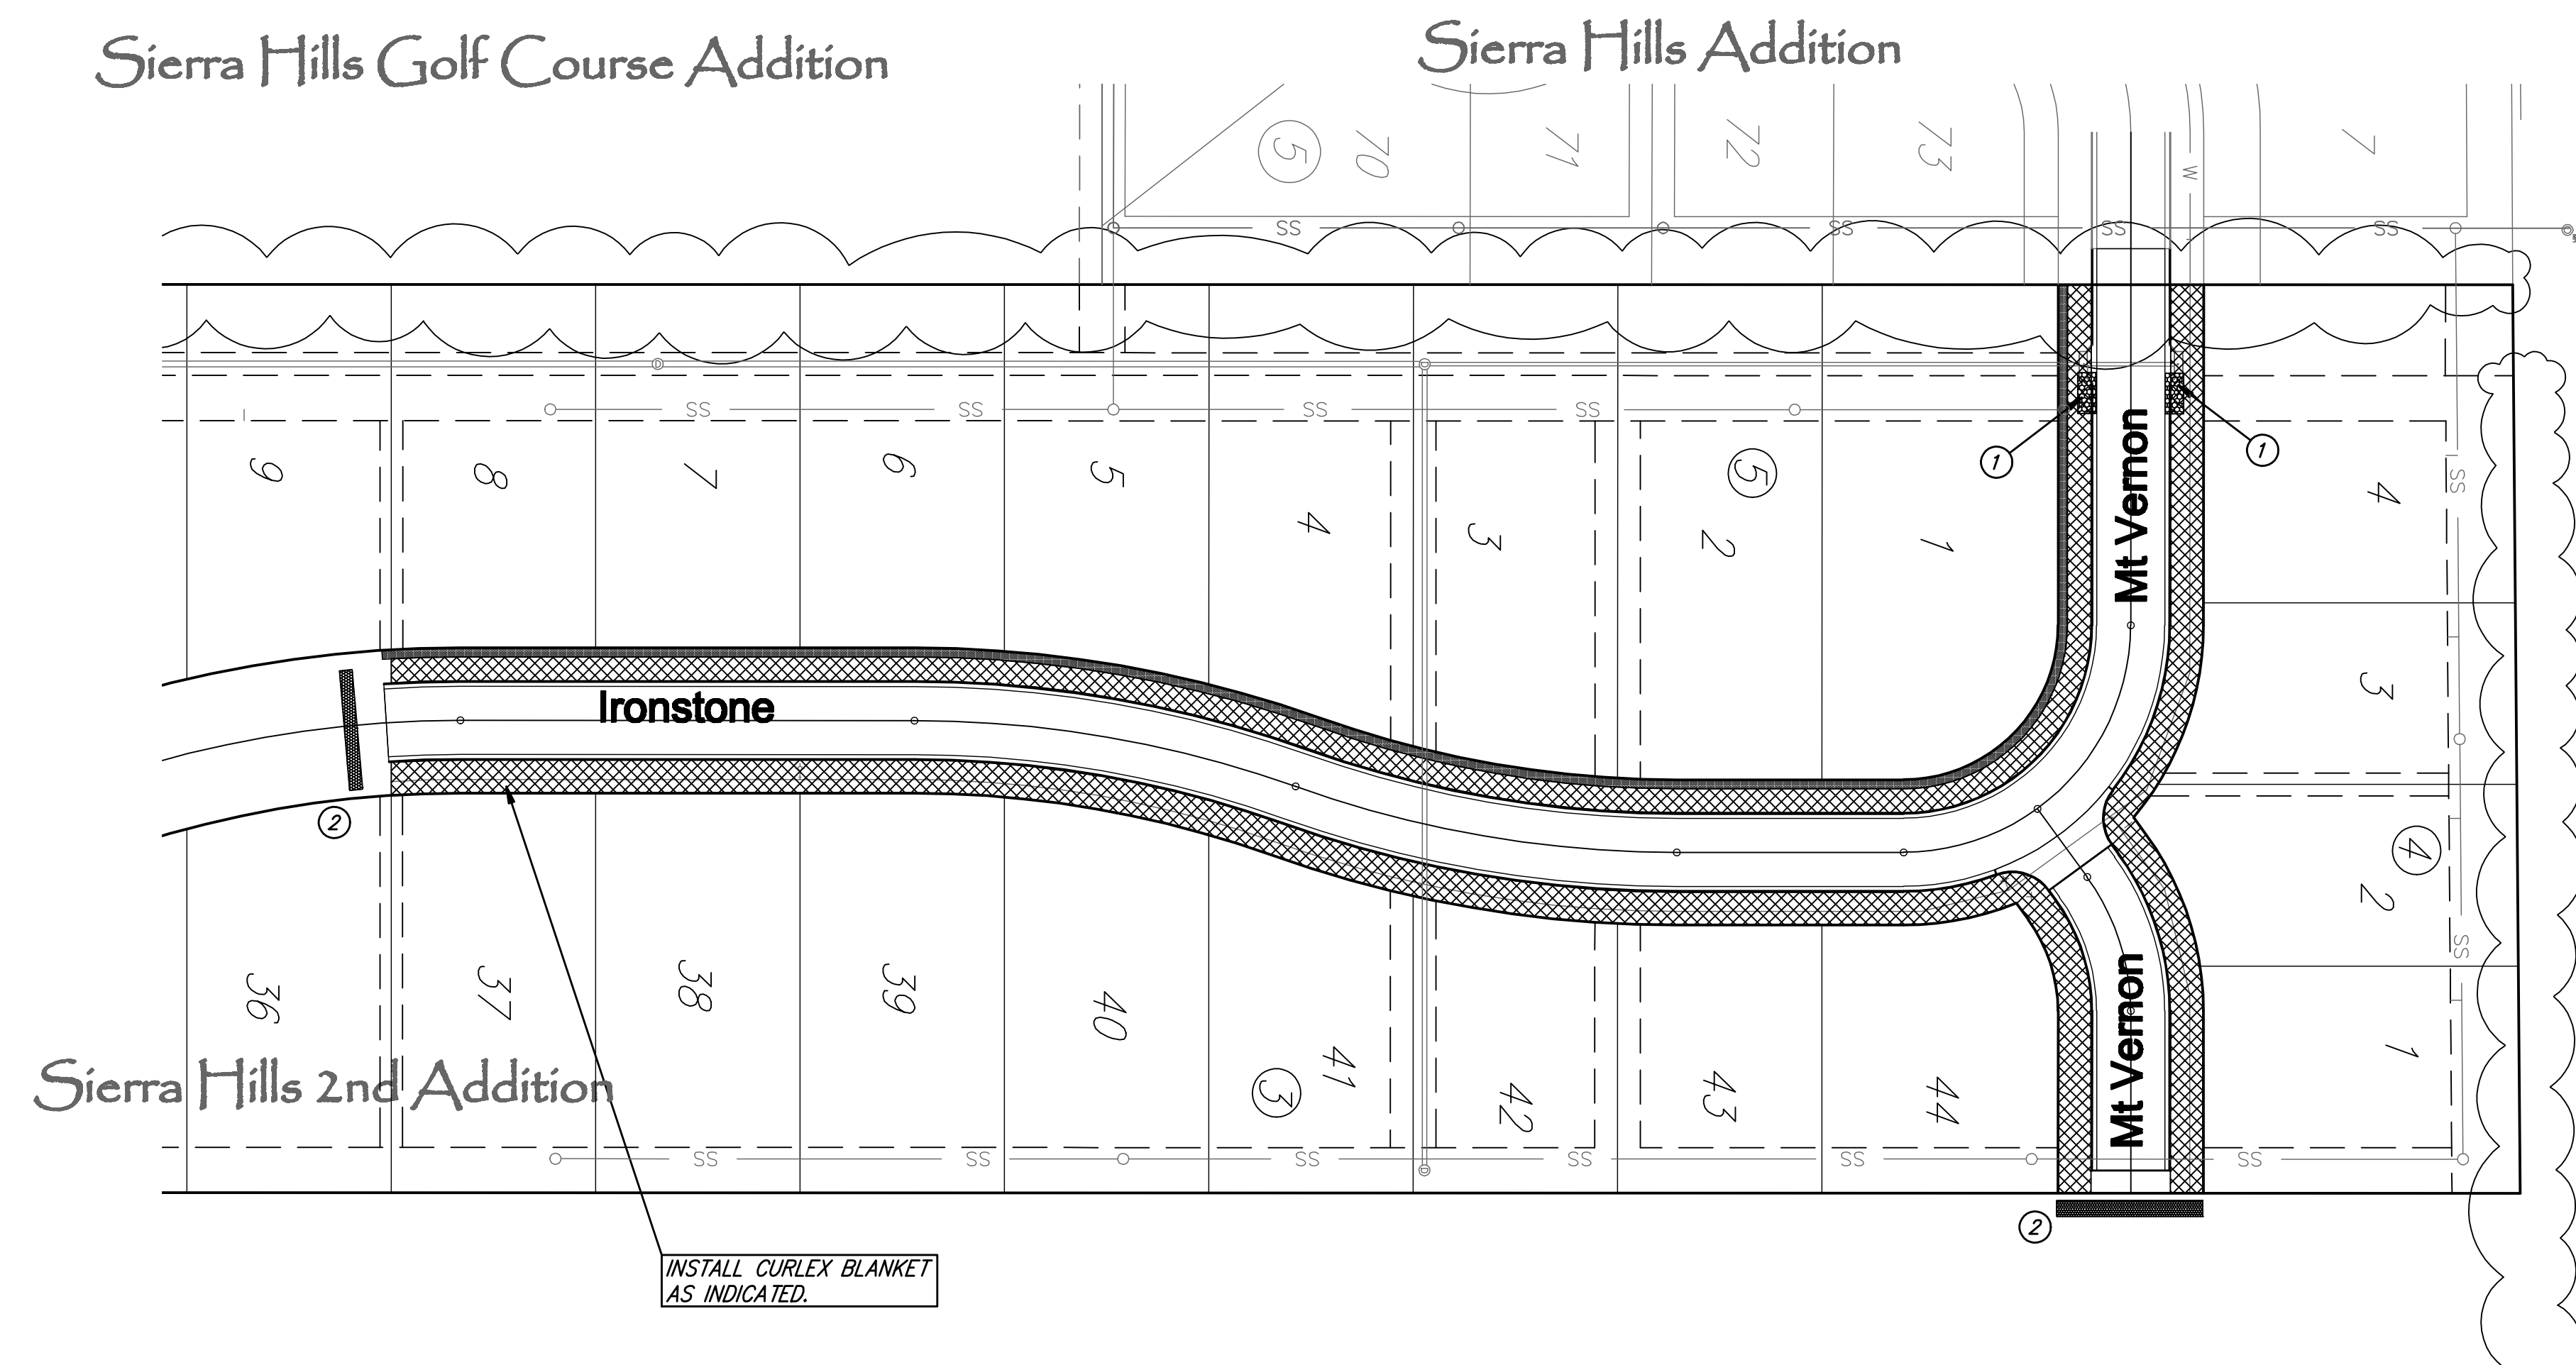 Sierra Hills Golf Course Addition
Sierra Hills Addition
5 70 71 72 73 7
W
SS SS SS SS
SS SS SS SS
9 8 7 6 5 4 3 2 5 1 4
1 1
SS
Mt Vernon
3
Ironstone
2
4
2
SS
36 37 38 39 40 41 42 43 44 1
3
Mt Vernon
Sierra Hills 2nd Addition
SS SS SS SS SS SS
2
INSTALL CURLEX BLANKET
AS INDICATED.